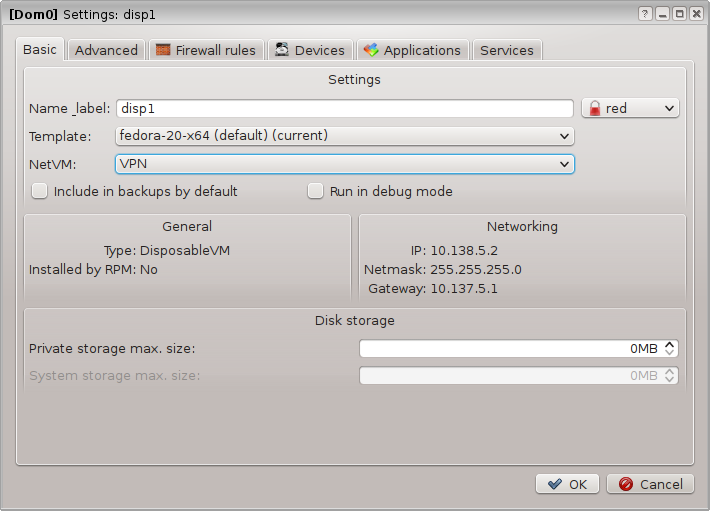 [Dom0] Settings: disp1
Basic Advanced Firewall rules Devices Applications Services
Settings
Name _label: disp1 red
Template: fedora-20-x64 (default) (current)
NetVM: VPN
Include in backups by default Run in debug mode
General Networking
Type: DisposableVM IP: 10.138.5.2
Installed by RPM: No Netmask: 255.255.255.0
Gateway: 10.137.5.1
Disk storage
Private storage max. size: 0MB
System storage max. size: 0MB
OK Cancel